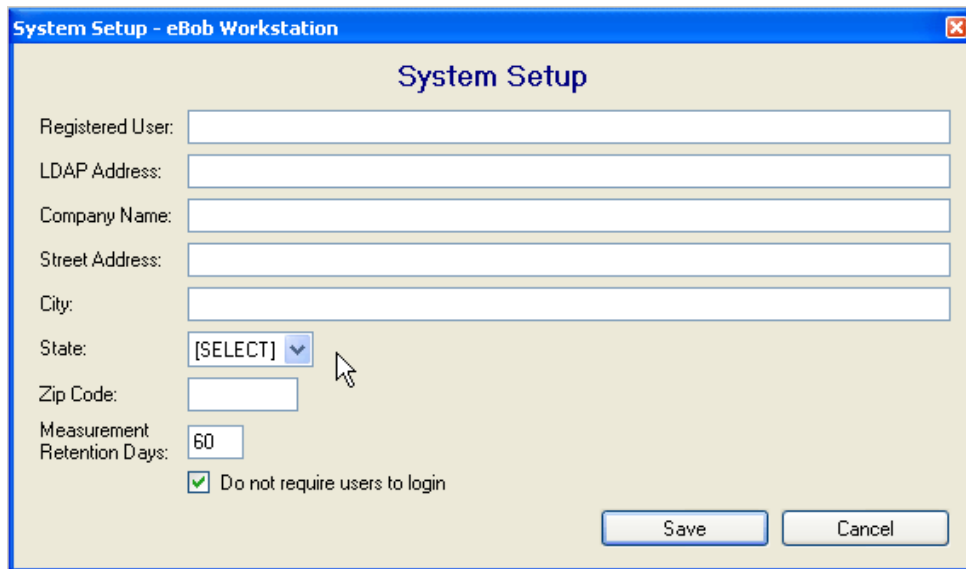 System Setup - eBob Workstation
System Setup
Registered User:
LDAP Address:
Company Name:
Street Address:
City:
State: [SELECT]
Zip Code:
Measurement
Retention Days: 60
Do not require users to login
Save Cancel